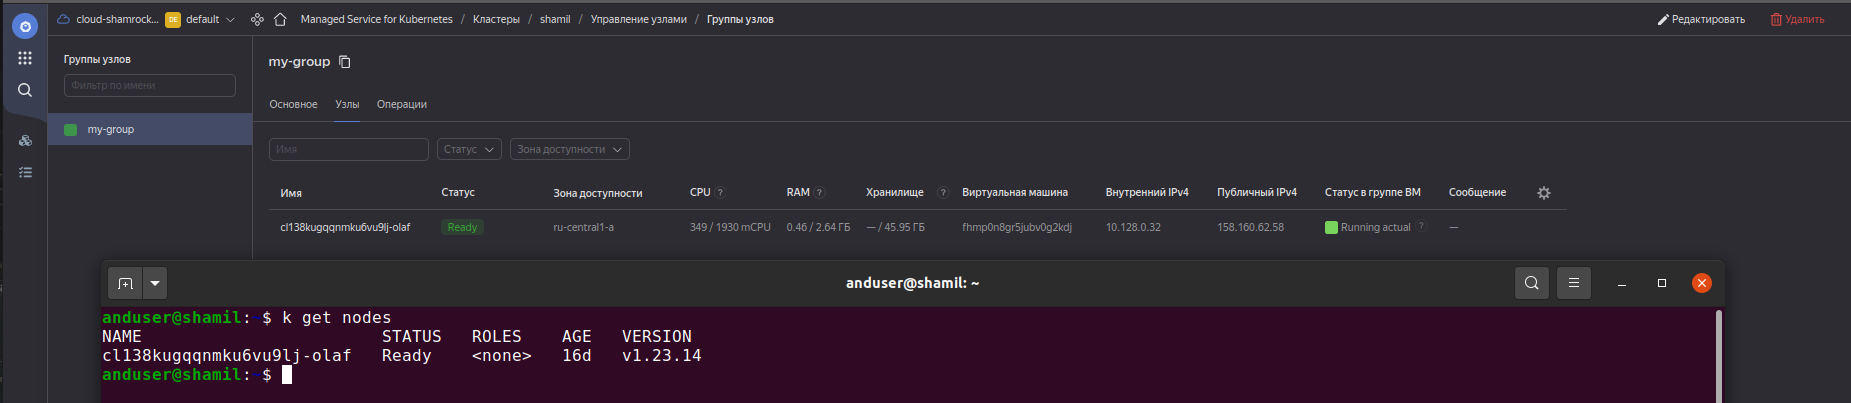 cloud-shamrock... DE default Managed Service for Kubernetes / Кластеры / shamil / Управление узлами / Группы узлов Редактировать Удалить
Группы узлов
Фильтр по имени
my-group
my-group
Основное Узлы Операции
Имя Статус Зона доступности
Имя Статус Зона доступности CPU ? RAM ? Хранилище ? Виртуальная машина Внутренний IPv4 Публичный IPv4 Статус в группе ВМ Сообщение
cl138kugqqnmku6vu9lj-olaf Ready ru-central1-a 349 / 1930 mCPU 0.46 / 2.64 ГБ — / 45.95 ГБ fhmp0n8gr5jubv0g2kdj 10.128.0.32 158.160.62.58 Running actual ? —
anduser@shamil: ~
anduser@shamil:~$ k get nodes
NAME STATUS ROLES AGE VERSION
cl138kugqqnmku6vu9lj-olaf Ready <none> 16d v1.23.14
anduser@shamil:~$